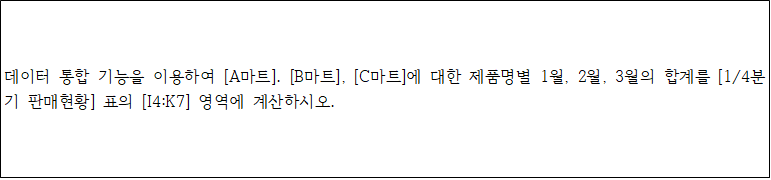 데이터 통합 기능을 이용하여 [A마트]. [B마트], [C마트]에 대한 제품명별 1월, 2월, 3월의 합계를 [1/4분
기 판매현황] 표의 [I4:K7] 영역에 계산하시오.